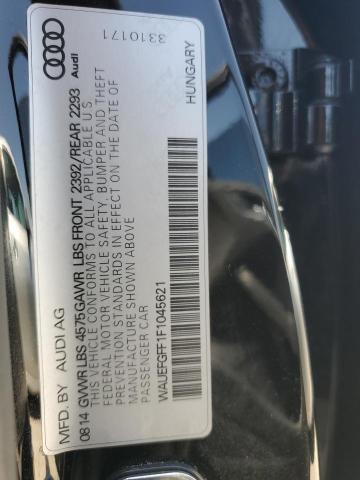 MFD. BY AUDI AG
08 14 GVWR LBS 4575 GAWR LBS FRONT 2392/REAR 2293
THIS VEHICLE CONFORMS TO ALL APPLICABLE U.S
FEDERAL MOTOR VEHICLE SAFETY, BUMPER AND THEFT
PREVENTION STANDARDS IN EFFECT ON THE DATE OF
MANUFACTURE SHOWN ABOVE
PASSENGER CAR
WAUEFGFF1F1045621
HUNGARY
Audi
3310171